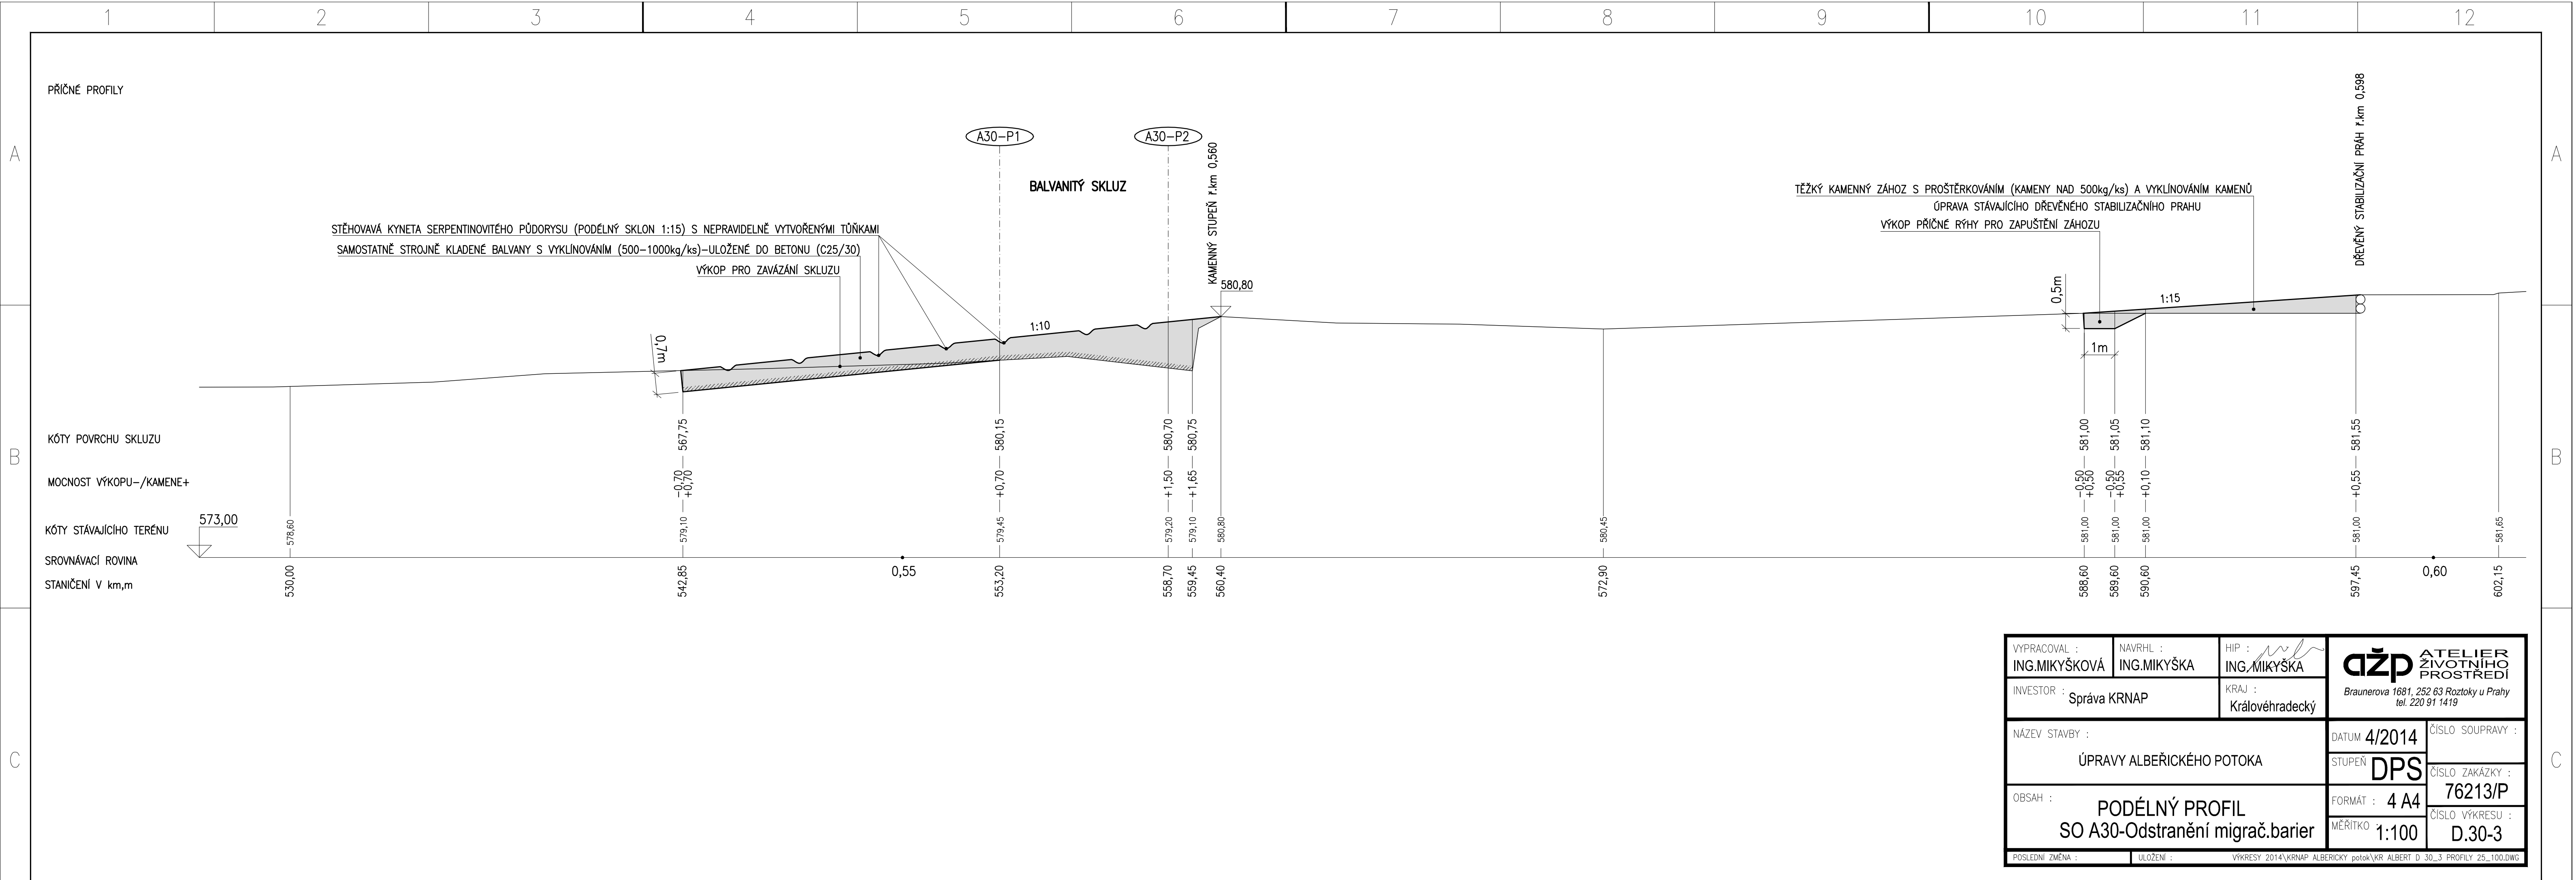 1 2 3 4 5 6 7 8 9 10 11 12
PŘÍČNÉ PROFILY
A30-P1
A30-P2
A
A
BALVANITÝ SKLUZ
KAMENNÝ STUPEŇ ř.km 0,560
DŘEVĚNÝ STABILIZAČNÍ PRÁH ř.km 0,598
TĚŽKÝ KAMENNÝ ZÁHOZ S PROŠTĚRKOVÁNÍM (KAMENY NAD 500kg/ks) A VYKLÍNOVÁNÍM KAMENŮ
ÚPRAVA STÁVAJÍCÍHO DŘEVĚNÉHO STABILIZAČNÍHO PRAHU
VÝKOP PŘÍČNÉ RÝHY PRO ZAPUŠTĚNÍ ZÁHOZU
STĚHOVAVÁ KYNETA SERPENTINOVITÉHO PŮDORYSU (PODÉLNÝ SKLON 1:15) S NEPRAVIDELNĚ VYTVOŘENÝMI TŮŇKAMI
SAMOSTATNĚ STROJNĚ KLADENÉ BALVANY S VYKLÍNOVÁNÍM (500-1000kg/ks)-ULOŽENÉ DO BETONU (C25/30)
VÝKOP PRO ZAVÁZÁNÍ SKLUZU
580,80
0,5m
1:15
1:10
0,7m
1m
KÓTY POVRCHU SKLUZU
567,75 580,15 580,70 580,75 581,00 581,05 581,10 581,55
B
B
MOCNOST VÝKOPU-/KAMENE+
-0,70 +0,70 +0,70 +1,50 +1,65 -0,50 +0,50 -0,50 +0,55 +0,10 +0,55
573,00
KÓTY STÁVAJÍCÍHO TERÉNU
578,60 579,10 579,45 579,20 579,10 580,80 580,45 581,00 581,00 581,00 581,00 581,65
SROVNÁVACÍ ROVINA
STANIČENÍ V km,m
530,00 542,85 0,55 553,20 558,70 559,45 560,40 572,90 588,60 589,60 590,60 597,45 0,60 602,15
VYPRACOVAL :
ING.MIKYŠKOVÁ
NAVRHL :
ING.MIKYŠKA
HIP :
ING.MIKYŠKA
ažp ATELIER
ŽIVOTNÍHO
PROSTŘEDÍ
Braunerova 1681, 252 63 Roztoky u Prahy
tel. 220 91 1419
INVESTOR : Správa KRNAP
KRAJ :
Královéhradecký
NÁZEV STAVBY :
ÚPRAVY ALBEŘICKÉHO POTOKA
DATUM 4/2014
ČÍSLO SOUPRAVY :
STUPEŇ DPS
ČÍSLO ZAKÁZKY :
76213/P
C
C
OBSAH :
PODÉLNÝ PROFIL
SO A30-Odstranění migrač.barier
FORMÁT : 4 A4
MĚŘÍTKO : 1:100
ČÍSLO VÝKRESU :
D.30-3
POSLEDNÍ ZMĚNA :
ULOŽENÍ :
VÝKRESY 2014\KRNAP ALBERICKY potok\KR ALBERT D 30_3 PROFILY 25_100.DWG